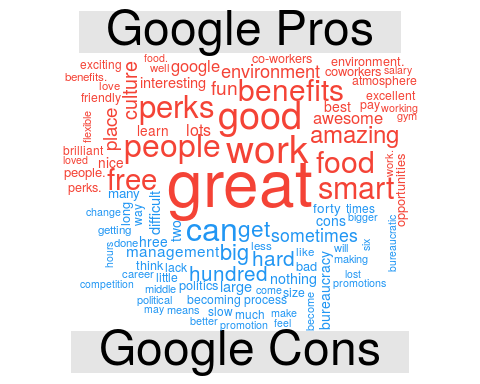 Google Pros
exciting food. co-workers environment.
benefits. well google environment coworkers salary
love culture interesting fun benefits atmosphere
friendly perks good best pay excellent working
flexible place learn lots awesome gym
brilliant people work amazing
loved nice food work.
people. free great smart opportunities
perks.
many difficult forty times
change long way can get cons bigger
getting two sometimes bureaucratic
hours done hree big less like will six
management hard bad making
think lack hundred nothing bureaucracy lost
career little promotions
competition middle politics large come size
political becoming process become
may means slow much make
better promotion feel
Google Cons